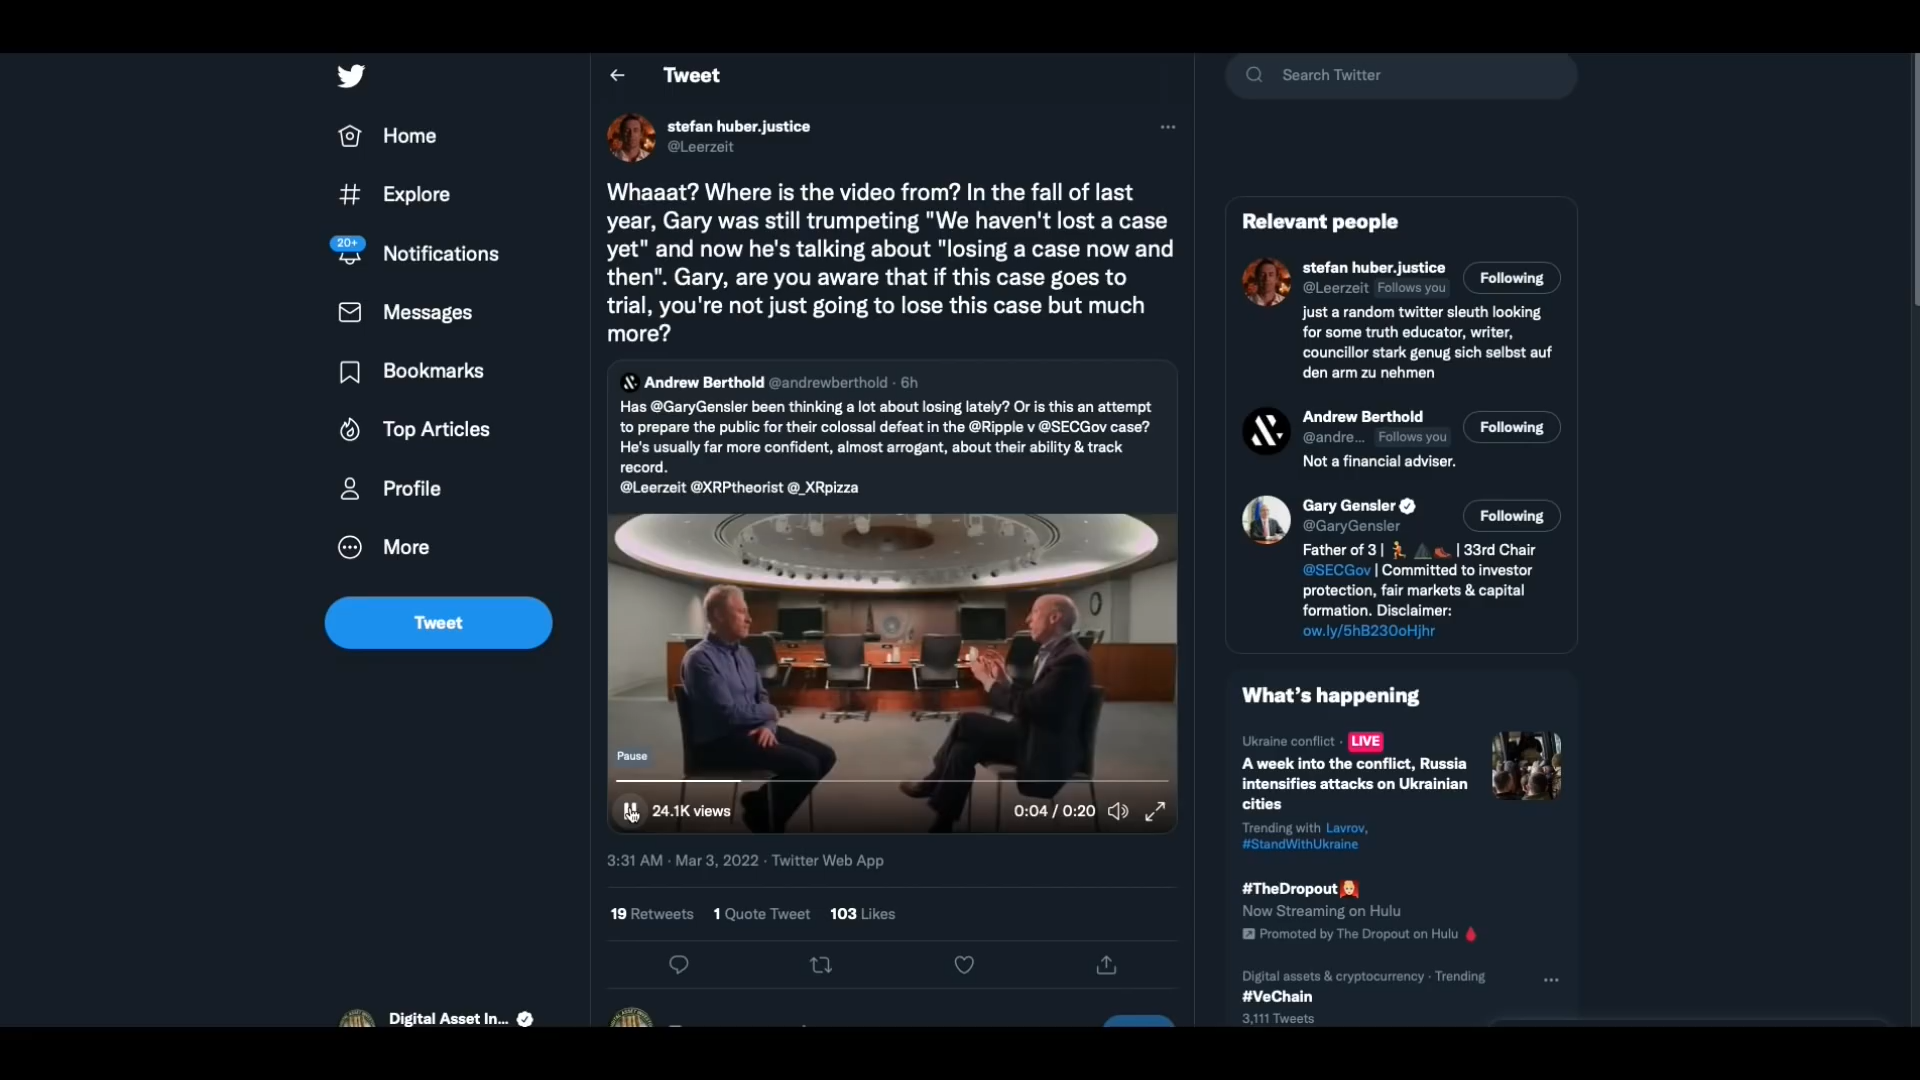 Home
Explore
20+
Notifications
Messages
Bookmarks
Top Articles
Profile
More
Tweet
Digital Asset In...
Tweet
stefan huber.justice
@Leerzeit
Whaaat? Where is the video from? In the fall of last
year, Gary was still trumpeting "We haven't lost a case
yet" and now he's talking about "losing a case now and
then". Gary, are you aware that if this case goes to
trial, you're not just going to lose this case but much
more?
Andrew Berthold @andrewberthold · 6h
Has @GaryGensler been thinking a lot about losing lately? Or is this an attempt
to prepare the public for their colossal defeat in the @Ripple v @SECGov case?
He's usually far more confident, almost arrogant, about their ability & track
record.
@Leerzeit @XRPtheorist @_XRpizza
Pause
24.1K views
0:04 / 0:20
3:31 AM · Mar 3, 2022 · Twitter Web App
19 Retweets 1 Quote Tweet 103 Likes
Search Twitter
Relevant people
stefan huber.justice
@Leerzeit Follows you
Following
just a random twitter sleuth looking
for some truth educator, writer,
councillor stark genug sich selbst auf
den arm zu nehmen
Andrew Berthold
@andre... Follows you
Following
Not a financial adviser.
Gary Gensler
@GaryGensler
Following
Father of 3 | 🏃 ⛰️🥾 | 33rd Chair
@SECGov | Committed to investor
protection, fair markets & capital
formation. Disclaimer:
ow.ly/5hB230oHjhr
What's happening
Ukraine conflict · LIVE
A week into the conflict, Russia
intensifies attacks on Ukrainian
cities
Trending with Lavrov,
#StandWithUkraine
#TheDropout
Now Streaming on Hulu
Promoted by The Dropout on Hulu 🩸
Digital assets & cryptocurrency · Trending
#VeChain
3,111 Tweets